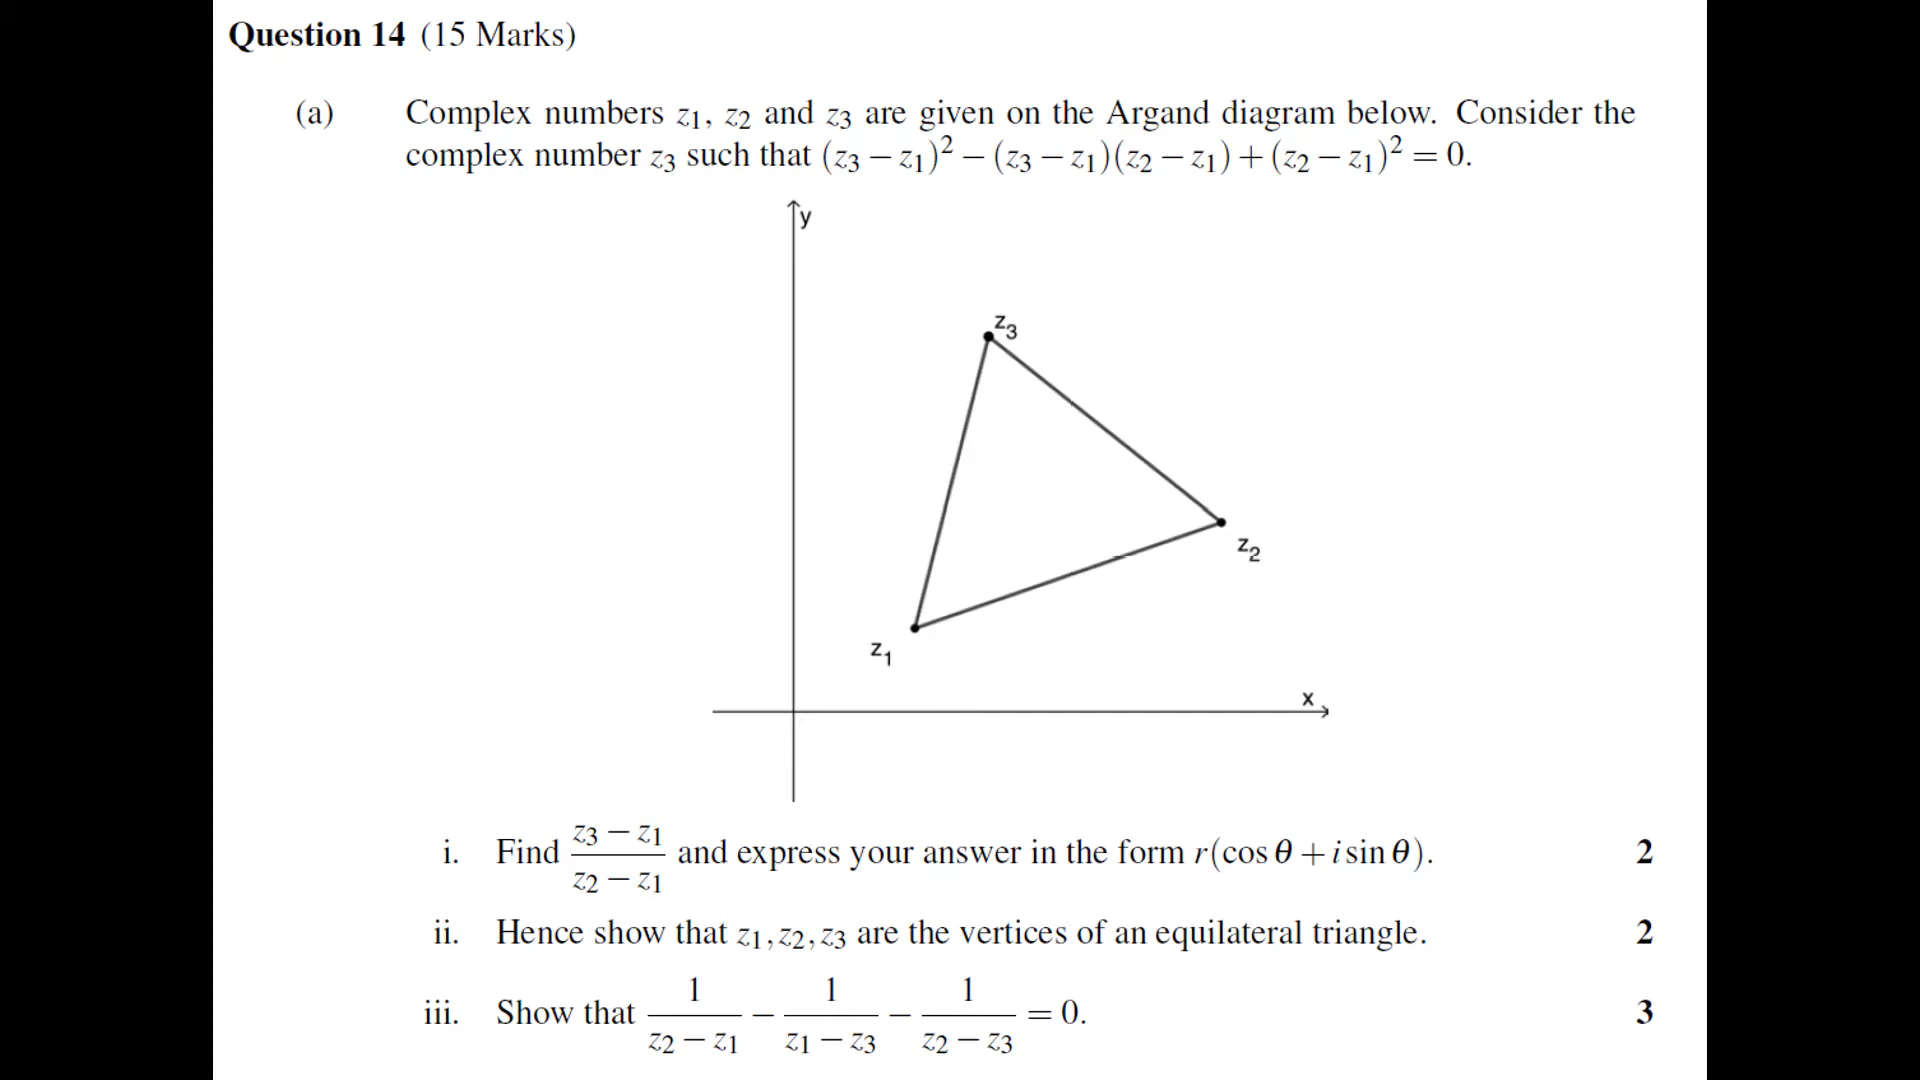 Question 14 (15 Marks)
(a) Complex numbers z₁, z₂ and z₃ are given on the Argand diagram below. Consider the
complex number z₃ such that (z₃ − z₁)² − (z₃ − z₁)(z₂ − z₁) + (z₂ − z₁)² = 0.
y
z₃
z₂
z₁
x
i. Find (z₃ − z₁)/(z₂ − z₁) and express your answer in the form r(cos θ + i sin θ). 2
ii. Hence show that z₁, z₂, z₃ are the vertices of an equilateral triangle. 2
iii. Show that 1/(z₂ − z₁) − 1/(z₁ − z₃) − 1/(z₂ − z₃) = 0. 3